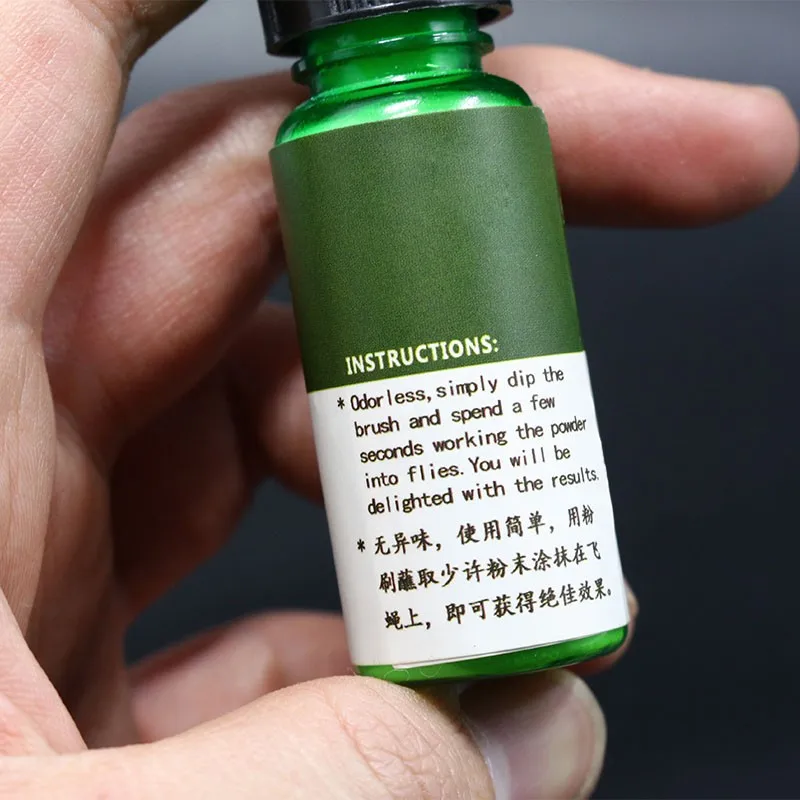 INSTRUCTIONS:
* Odorless, simply dip the
brush and spend a few
seconds working the powder
into flies. You will be
delighted with the results.
* 无异味，使用简单，用粉
刷蘸取少许粉末涂抹在飞
蝇上，即可获得绝佳效果。